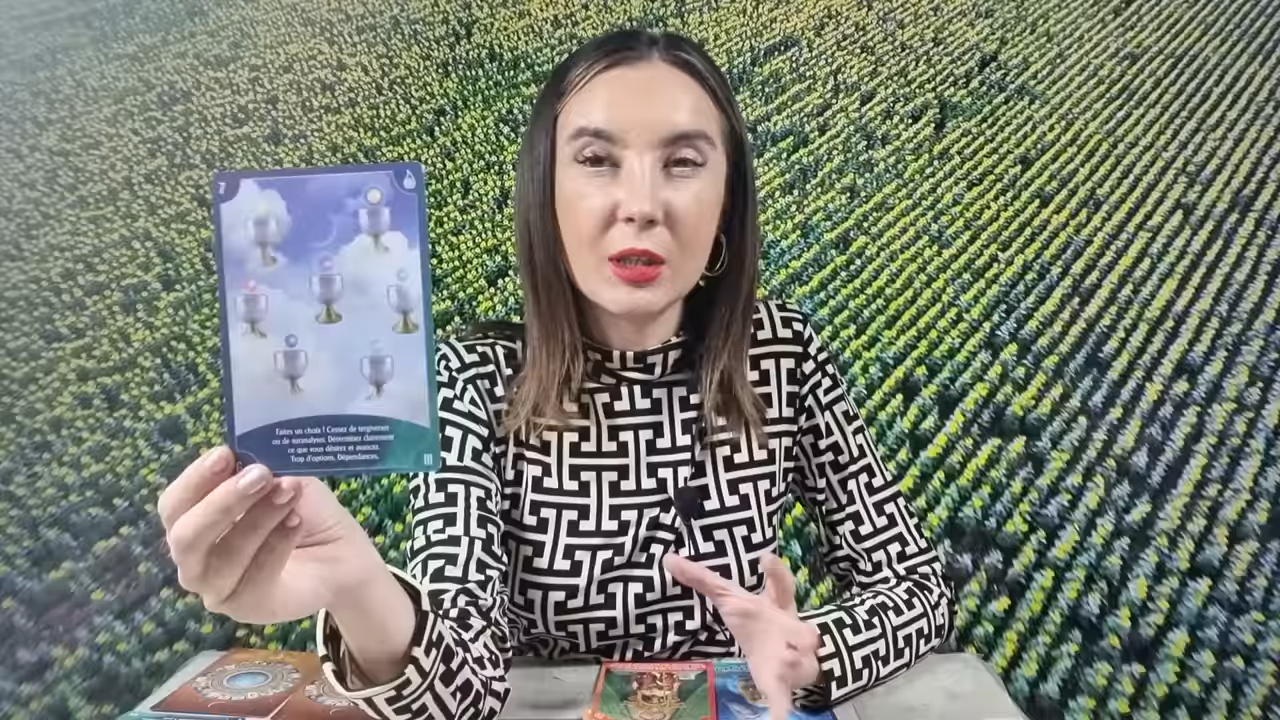 7
Faites un choix ! Cessez de tergiverser
ou de suranalyser. Déterminez clairement
ce que vous désirez et avancez.
Trop d'options. Dépendances.
III